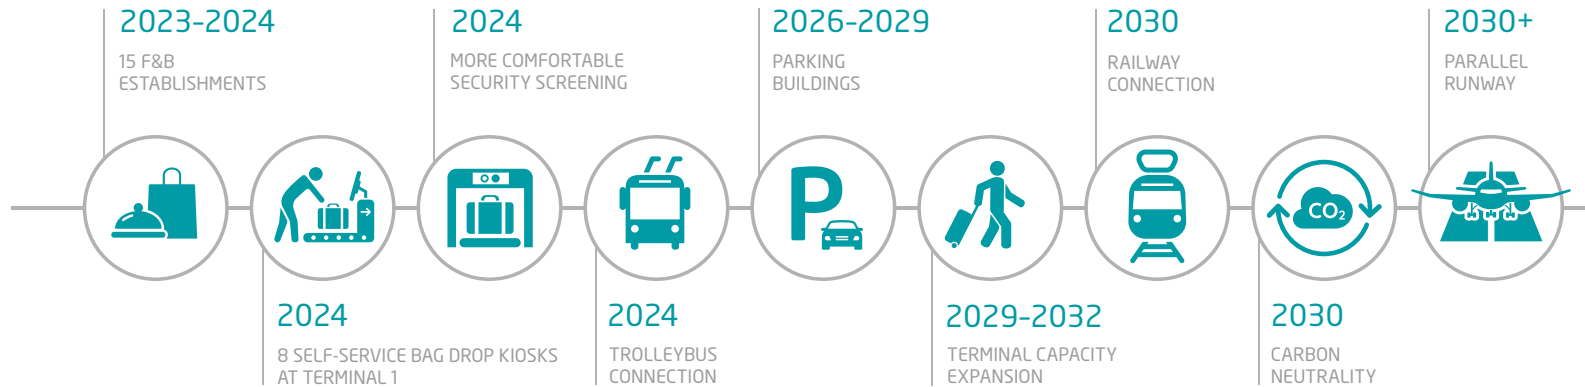 2023–2024
15 F&B
ESTABLISHMENTS
2024
MORE COMFORTABLE
SECURITY SCREENING
2026–2029
PARKING
BUILDINGS
2030
RAILWAY
CONNECTION
2030+
PARALLEL
RUNWAY
P
CO₂
2024
8 SELF-SERVICE BAG DROP KIOSKS
AT TERMINAL 1
2024
TROLLEYBUS
CONNECTION
2029–2032
TERMINAL CAPACITY
EXPANSION
2030
CARBON
NEUTRALITY